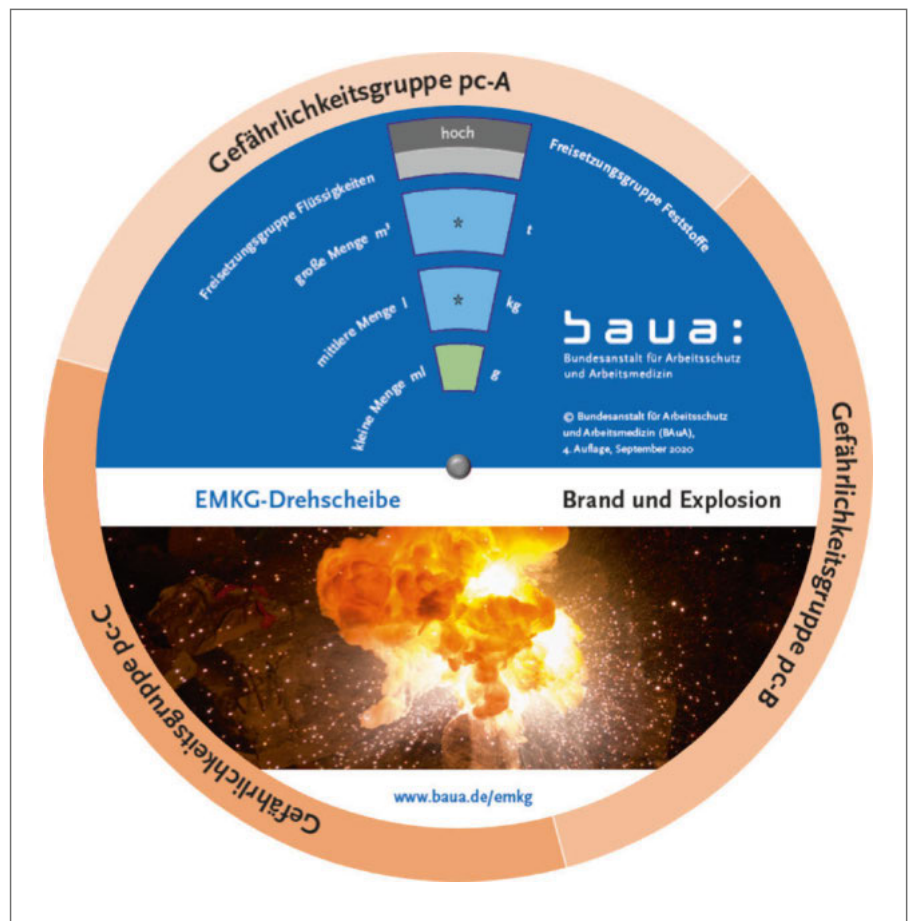 Gefährlichkeitsgruppe pc-A
hoch
Freisetzungsgruppe Flüssigkeiten
Freisetzungsgruppe Feststoffe
große Menge m³
*
t
mittlere Menge l
*
kg
kleine Menge ml
g
baua:
Bundesanstalt für Arbeitsschutz
und Arbeitsmedizin
© Bundesanstalt für Arbeitsschutz
und Arbeitsmedizin (BAuA),
4. Auflage, September 2020
EMKG-Drehscheibe
Brand und Explosion
Gefährlichkeitsgruppe pc-B
Gefährlichkeitsgruppe pc-C
www.baua.de/emkg